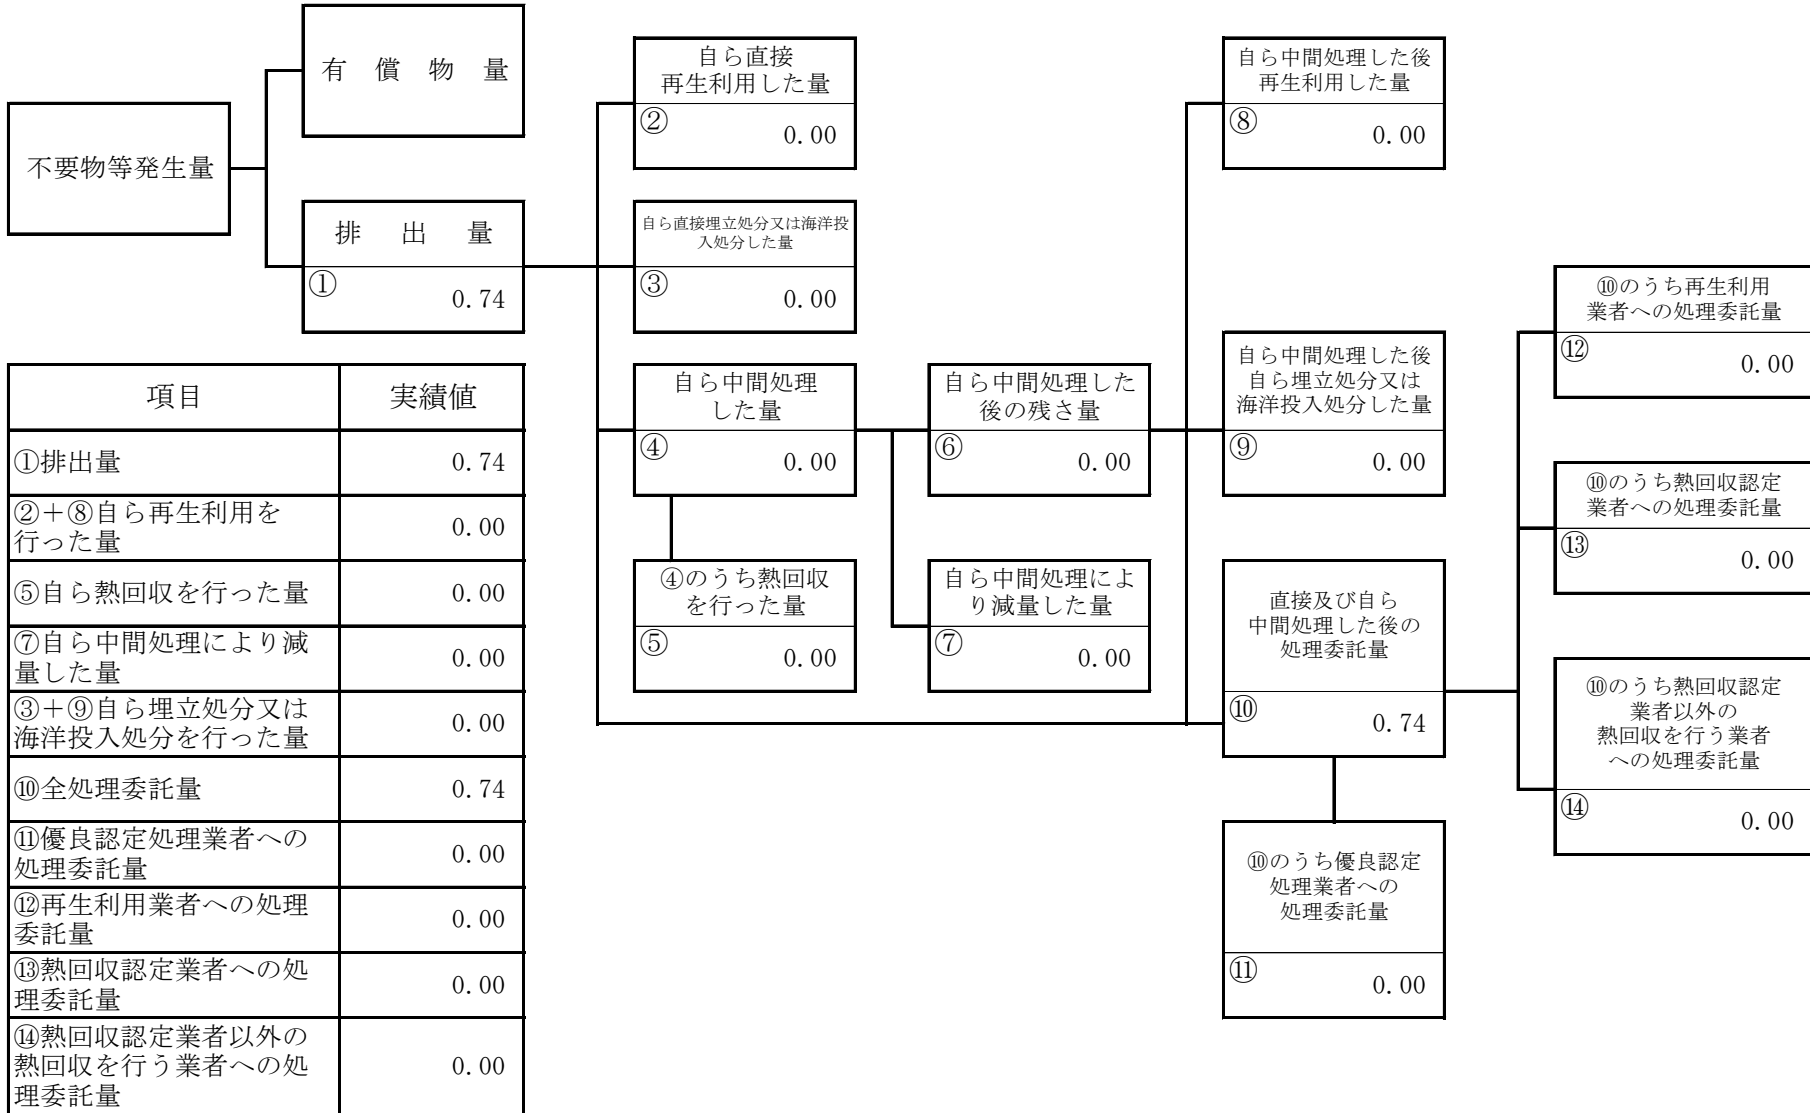 有償物量
不要物等発生量
排出量
①
0.74
自ら直接
再生利用した量
②
0.00
自ら直接埋立処分又は海洋投
入処分した量
③
0.00
自ら中間処理
した量
④
0.00
④のうち熱回収
を行った量
⑤
0.00
自ら中間処理した
後の残さ量
⑥
0.00
自ら中間処理によ
り減量した量
⑦
0.00
自ら中間処理した後
再生利用した量
⑧
0.00
自ら中間処理した後
自ら埋立処分又は
海洋投入処分した量
⑨
0.00
直接及び自ら
中間処理した後の
処理委託量
⑩
0.74
⑩のうち優良認定
処理業者への
処理委託量
⑪
0.00
⑩のうち再生利用
業者への処理委託量
⑫
0.00
⑩のうち熱回収認定
業者への処理委託量
⑬
0.00
⑩のうち熱回収認定
業者以外の
熱回収を行う業者
への処理委託量
⑭
0.00
項目 実績値
①排出量 0.74
②+⑧自ら再生利用を
行った量 0.00
⑤自ら熱回収を行った量 0.00
⑦自ら中間処理により減
量した量 0.00
③+⑨自ら埋立処分又は
海洋投入処分を行った量 0.00
⑩全処理委託量 0.74
⑪優良認定処理業者への
処理委託量 0.00
⑫再生利用業者への処理
委託量 0.00
⑬熱回収認定業者への処
理委託量 0.00
⑭熱回収認定業者以外の
熱回収を行う業者への処
理委託量 0.00